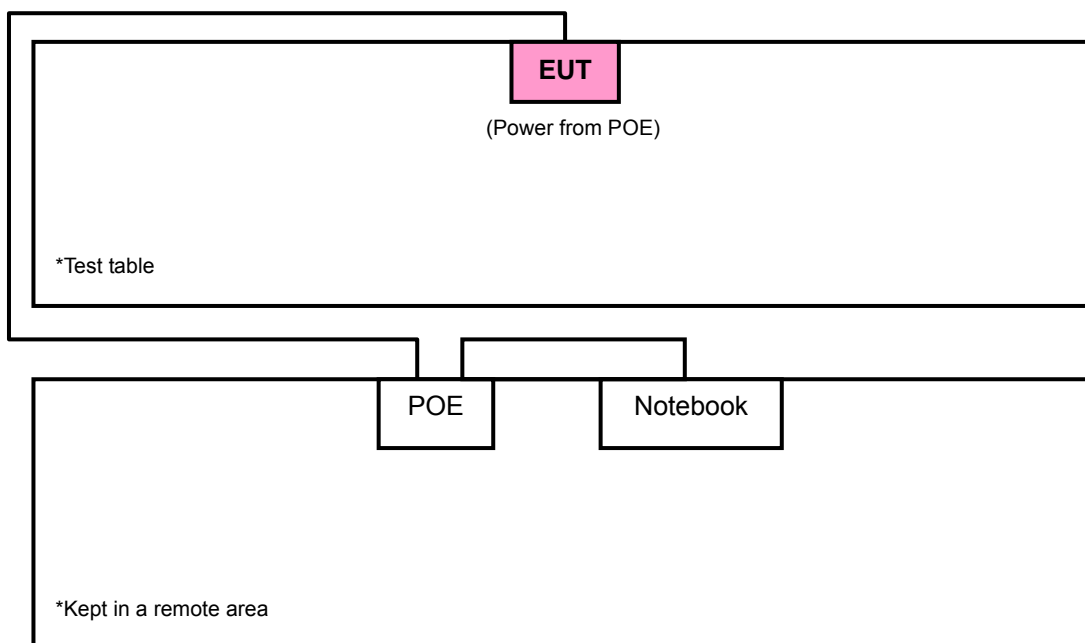 EUT
(Power from POE)
*Test table
POE
Notebook
*Kept in a remote area